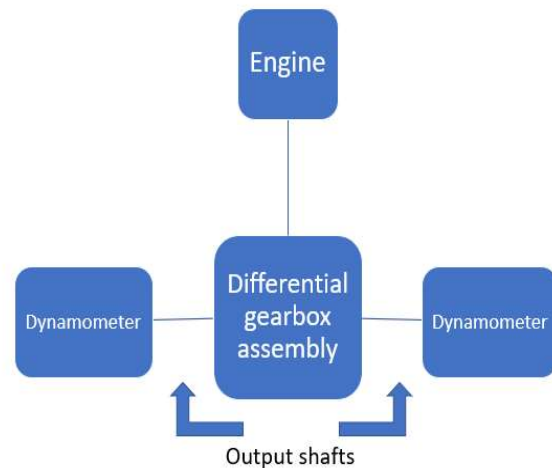 Engine
Differential
gearbox
assembly
Dynamometer
Dynamometer
Output shafts